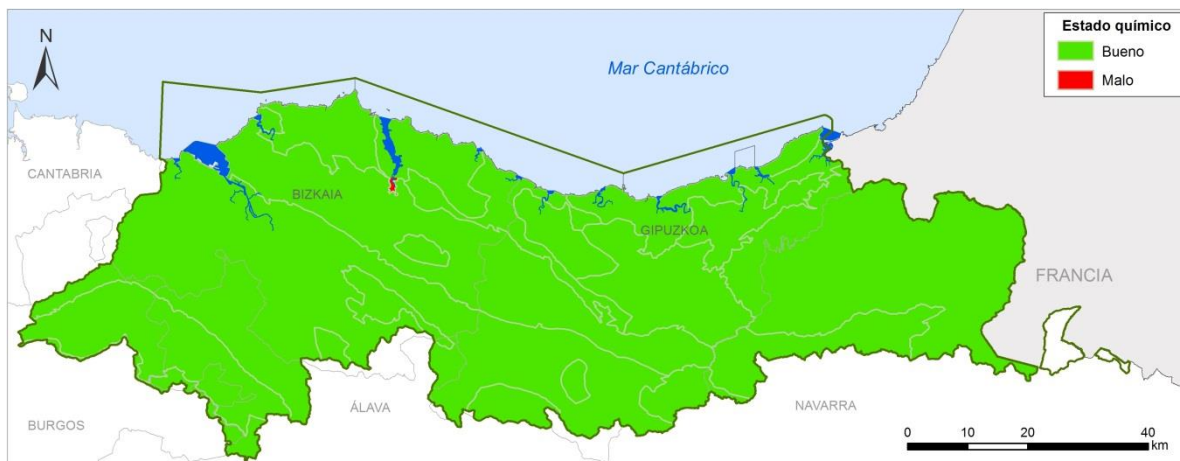 N
Mar Cantábrico
Estado químico
Bueno
Malo
CANTABRIA
BIZKAIA
GIPUZKOA
FRANCIA
BURGOS
ÁLAVA
NAVARRA
0 10 20 40
km